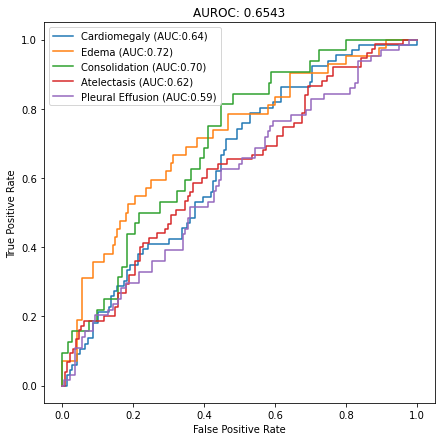 AUROC: 0.6543
Cardiomegaly (AUC:0.64)
Edema (AUC:0.72)
Consolidation (AUC:0.70)
Atelectasis (AUC:0.62)
Pleural Effusion (AUC:0.59)
True Positive Rate
1.0
0.8
0.6
0.4
0.2
0.0
0.0 0.2 0.4 0.6 0.8 1.0
False Positive Rate